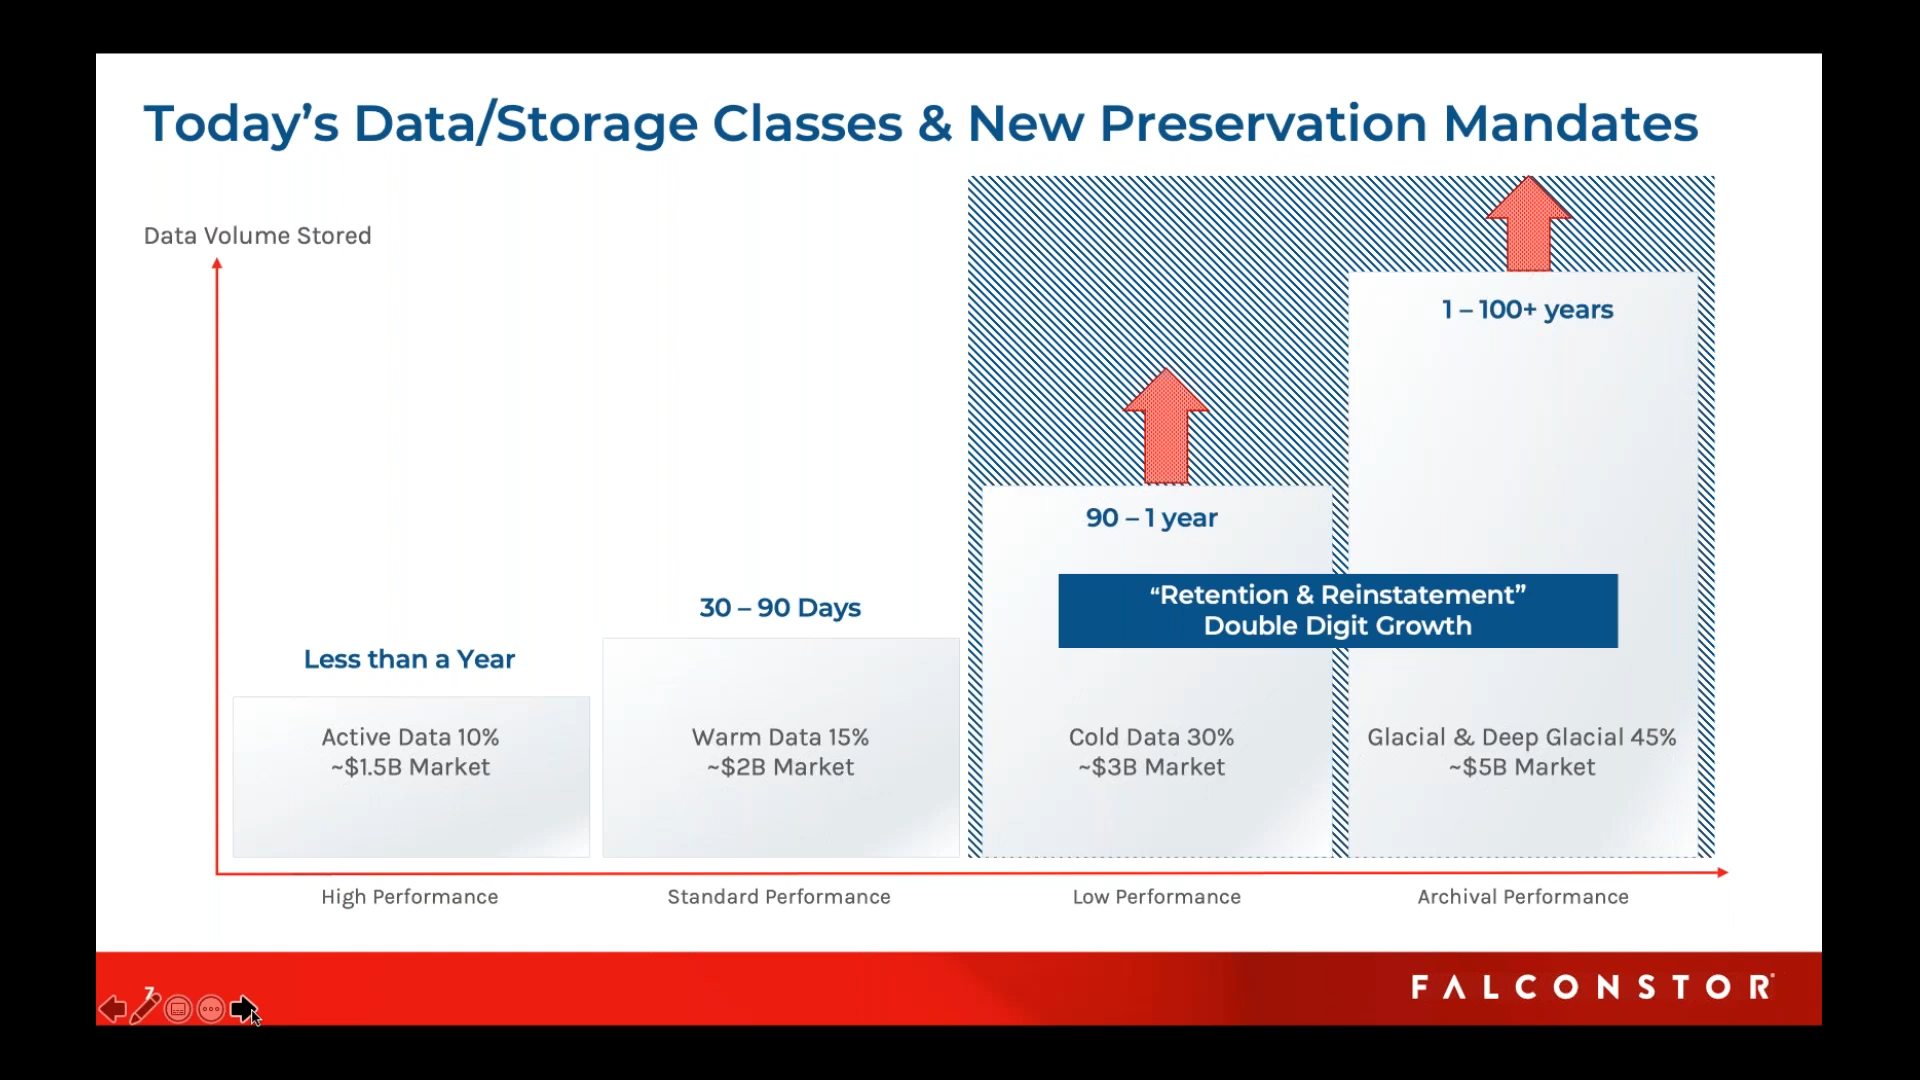 Today's Data/Storage Classes & New Preservation Mandates
Data Volume Stored
1 – 100+ years
90 – 1 year
"Retention & Reinstatement"
Double Digit Growth
30 – 90 Days
Less than a Year
Active Data 10%
~$1.5B Market
Warm Data 15%
~$2B Market
Cold Data 30%
~$3B Market
Glacial & Deep Glacial 45%
~$5B Market
High Performance
Standard Performance
Low Performance
Archival Performance
7
FALCONSTOR